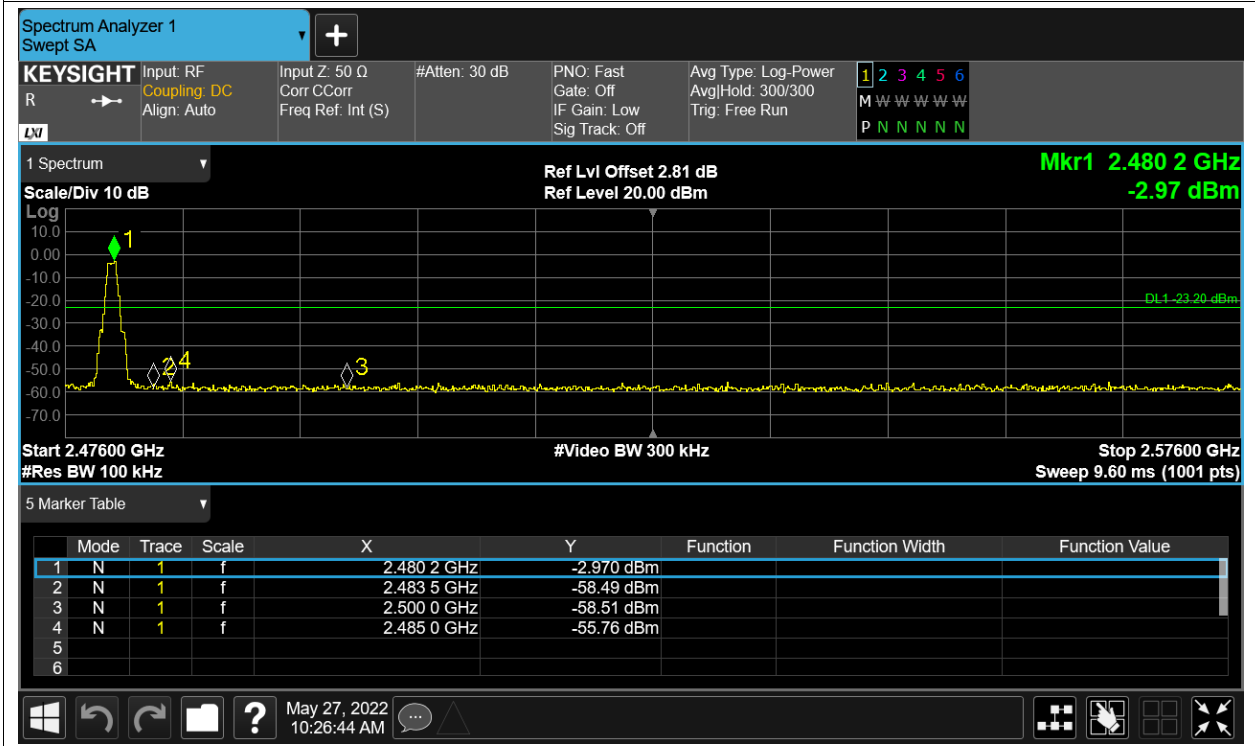 Spectrum Analyzer 1
Swept SA
KEYSIGHT Input: RF Input Z: 50 Ω #Atten: 30 dB PNO: Fast Avg Type: Log-Power 1 2 3 4 5 6
R Coupling: DC Corr CCorr Gate: Off Avg|Hold: 300/300 M W W W W W
Align: Auto Freq Ref: Int (S) IF Gain: Low Trig: Free Run
LXI Sig Track: Off P N N N N N
1 Spectrum Ref Lvl Offset 2.81 dB Mkr1 2.480 2 GHz
Scale/Div 10 dB Ref Level 20.00 dBm -2.97 dBm
Log
10.0 1
0.00
-10.0
-20.0 DL1 -23.20 dBm
-30.0
-40.0
-50.0 2 4 3
-60.0
-70.0
Start 2.47600 GHz #Video BW 300 kHz Stop 2.57600 GHz
#Res BW 100 kHz Sweep 9.60 ms (1001 pts)
5 Marker Table
Mode Trace Scale X Y Function Function Width Function Value
1 N 1 f 2.480 2 GHz -2.970 dBm
2 N 1 f 2.483 5 GHz -58.49 dBm
3 N 1 f 2.500 0 GHz -58.51 dBm
4 N 1 f 2.485 0 GHz -55.76 dBm
5
6
? May 27, 2022
10:26:44 AM